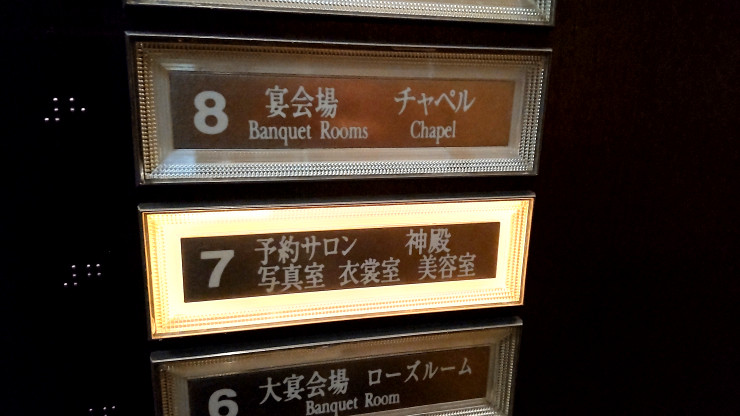 8 宴会場 チャペル
Banquet Rooms Chapel
7 予約サロン 神殿
写真室 衣裳室 美容室
6 大宴会場 ローズルーム
Banquet Room